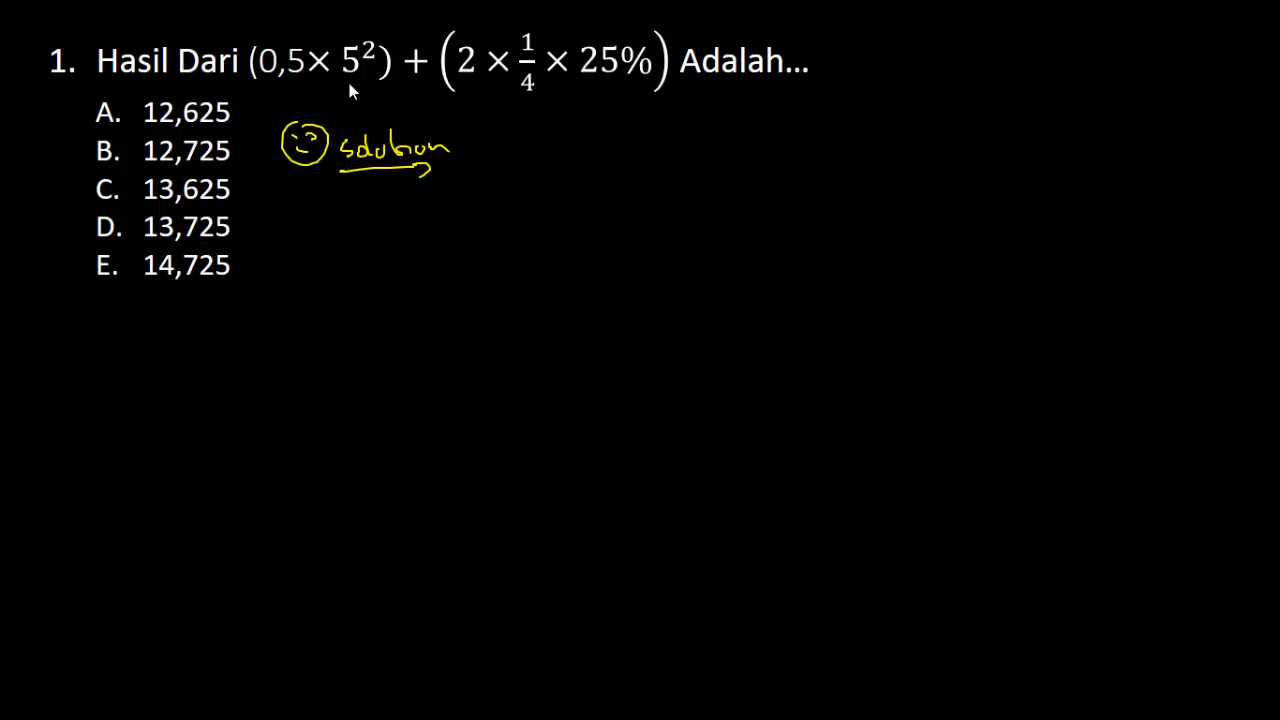 1. Hasil Dari (0,5× 5²) + (2 × 1/4 × 25%) Adalah...
A. 12,625
B. 12,725
C. 13,625
D. 13,725
E. 14,725
solution